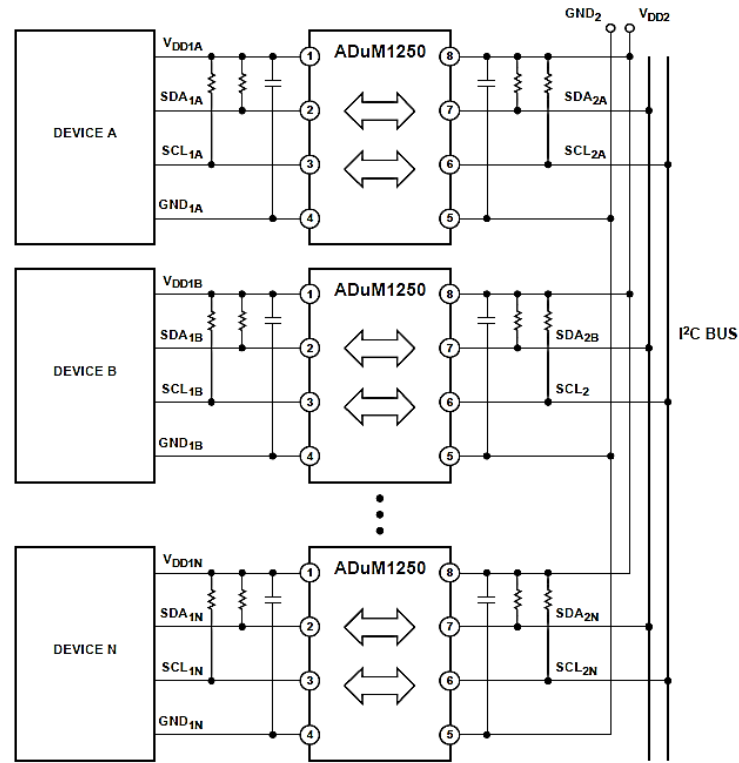 GND2 VDD2
VDD1A
1
ADuM1250
8
SDA1A
2
7
SDA2A
DEVICE A
SCL1A
3
6
SCL2A
GND1A
4
5
VDD1B
1
ADuM1250
8
I²C BUS
SDA1B
2
7
SDA2B
DEVICE B
SCL1B
3
6
SCL2
GND1B
4
5
VDD1N
1
ADuM1250
8
SDA1N
2
7
SDA2N
DEVICE N
SCL1N
3
6
SCL2N
GND1N
4
5